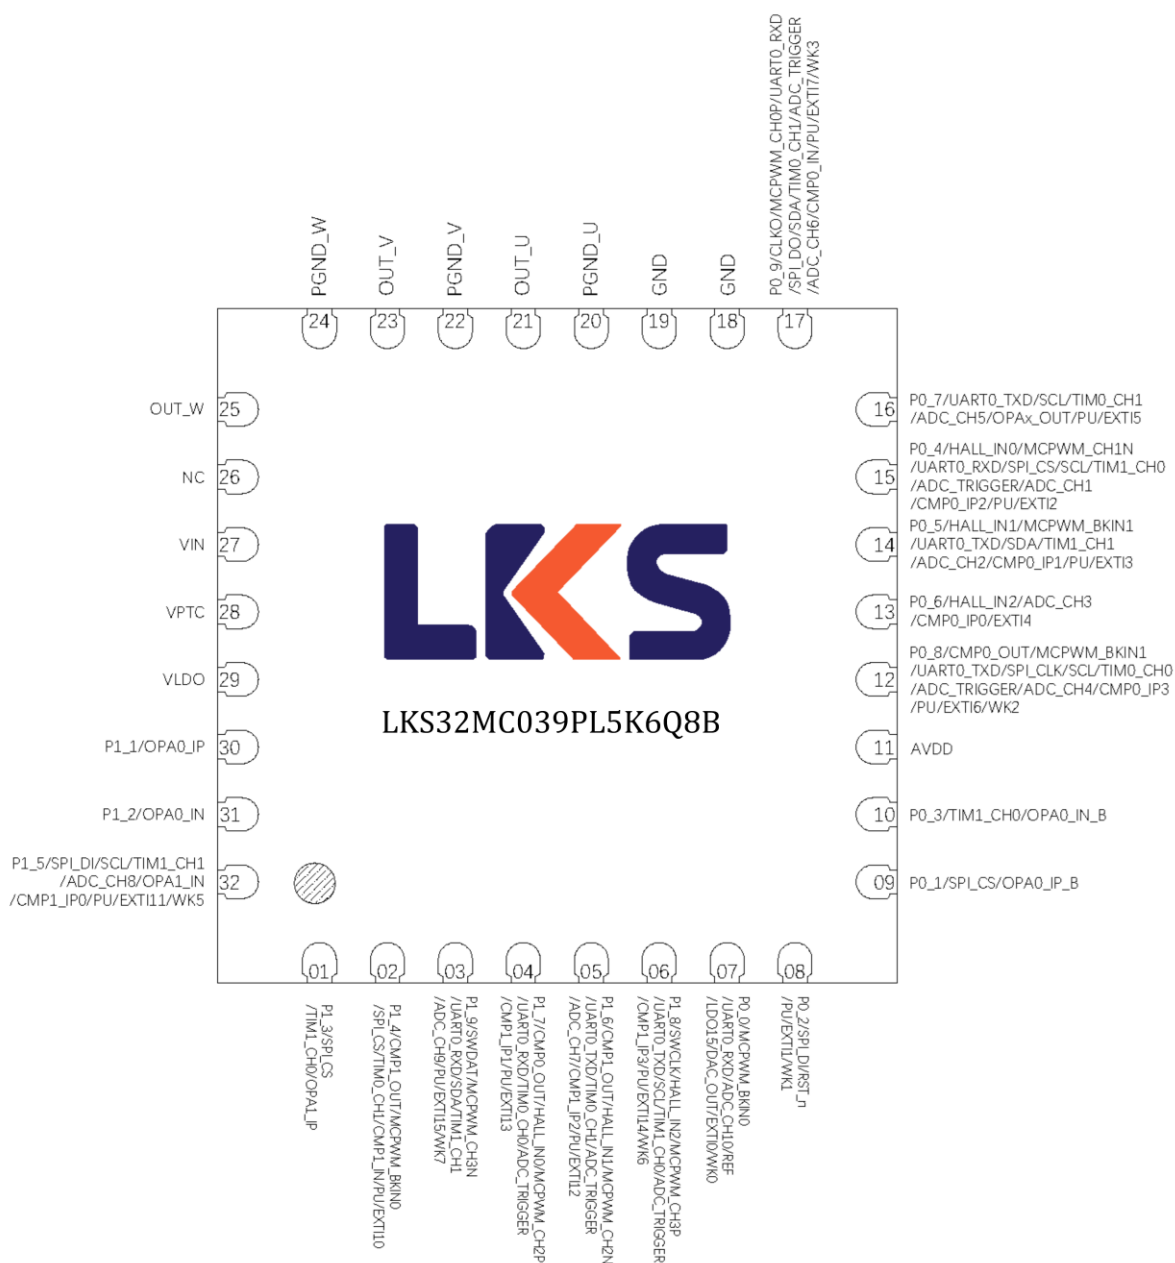 P0_9/CLKO/MCPWM_CH0P/UART0_RXD
/SPI_DO/SDA/TIM0_CH1/ADC_TRIGGER
/ADC_CH6/CMP0_IN/PU/EXTI7/WK3
PGND_W
OUT_V
PGND_V
OUT_U
PGND_U
GND
GND
24
23
22
21
20
19
18
17
OUT_W
25
NC
26
VIN
27
VPTC
28
VLDO
29
P1_1/OPA0_IP
30
P1_2/OPA0_IN
31
P1_5/SPI_DI/SCL/TIM1_CH1
/ADC_CH8/OPA1_IN
/CMP1_IP0/PU/EXTI11/WK5
32
LKS
LKS32MC039PL5K6Q8B
16
P0_7/UART0_TXD/SCL/TIM0_CH1
/ADC_CH5/OPAx_OUT/PU/EXTI5
15
P0_4/HALL_IN0/MCPWM_CH1N
/UART0_RXD/SPI_CS/SCL/TIM1_CH0
/ADC_TRIGGER/ADC_CH1
/CMP0_IP2/PU/EXTI2
14
P0_5/HALL_IN1/MCPWM_BKIN1
/UART0_TXD/SDA/TIM1_CH1
/ADC_CH2/CMP0_IP1/PU/EXTI3
13
P0_6/HALL_IN2/ADC_CH3
/CMP0_IP0/EXTI4
12
P0_8/CMP0_OUT/MCPWM_BKIN1
/UART0_TXD/SPI_CLK/SCL/TIM0_CH0
/ADC_TRIGGER/ADC_CH4/CMP0_IP3
/PU/EXTI6/WK2
11
AVDD
10
P0_3/TIM1_CH0/OPA0_IN_B
09
P0_1/SPI_CS/OPA0_IP_B
01
02
03
04
05
06
07
08
P1_3/SPI_CS
/TIM1_CH0/OPA1_IP
P1_4/CMP1_OUT/MCPWM_BKIN0
/SPI_CS/TIM0_CH1/CMP1_IN/PU/EXTI10
P1_9/SWDAT/MCPWM_CH3N
/UART0_RXD/SDA/TIM1_CH1
/ADC_CH9/PU/EXTI15/WK7
P1_7/CMP0_OUT/HALL_IN0/MCPWM_CH2P
/UART0_RXD/TIM0_CH0/ADC_TRIGGER
/CMP1_IP1/PU/EXTI13
P1_6/CMP1_OUT/HALL_IN1/MCPWM_CH2N
/UART0_TXD/TIM0_CH1/ADC_TRIGGER
/ADC_CH7/CMP1_IP2/PU/EXTI12
P1_8/SWCLK/HALL_IN2/MCPWM_CH3P
/UART0_TXD/SCL/TIM1_CH0/ADC_TRIGGER
/CMP1_IP3/PU/EXTI14/WK6
P0_0/MCPWM_BKIN0
/UART0_RXD/ADC_CH10/REF
/LDO15/DAC_OUT/EXTI0/WK0
P0_2/SPI_DI/RST_n
/PU/EXTI1/WK1